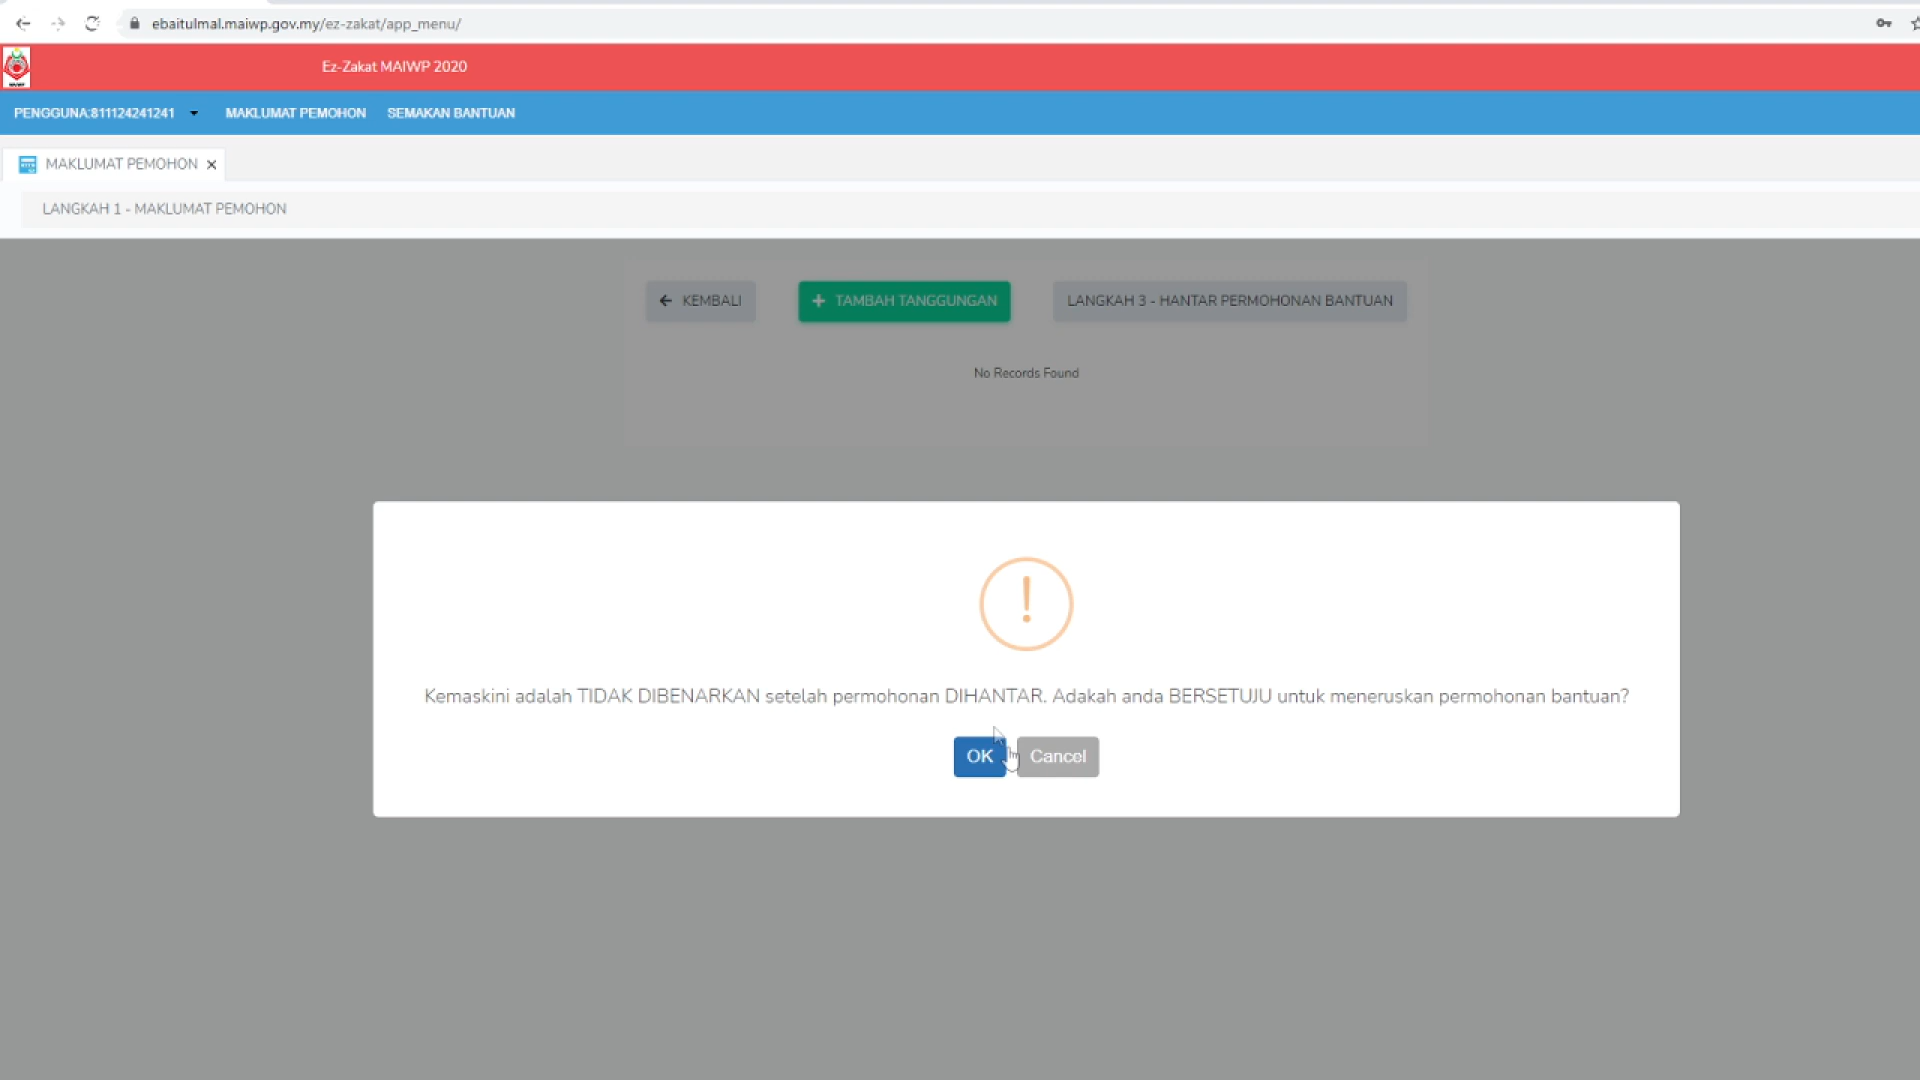 ebaitulmal.maiwp.gov.my/ez-zakat/app_menu/
Ez-Zakat MAIWP 2020
PENGGUNA:811124241241 MAKLUMAT PEMOHON SEMAKAN BANTUAN
MAKLUMAT PEMOHON ×
LANGKAH 1 - MAKLUMAT PEMOHON
← KEMBALI + TAMBAH TANGGUNGAN LANGKAH 3 - HANTAR PERMOHONAN BANTUAN
No Records Found
!
Kemaskini adalah TIDAK DIBENARKAN setelah permohonan DIHANTAR. Adakah anda BERSETUJU untuk meneruskan permohonan bantuan?
OK Cancel